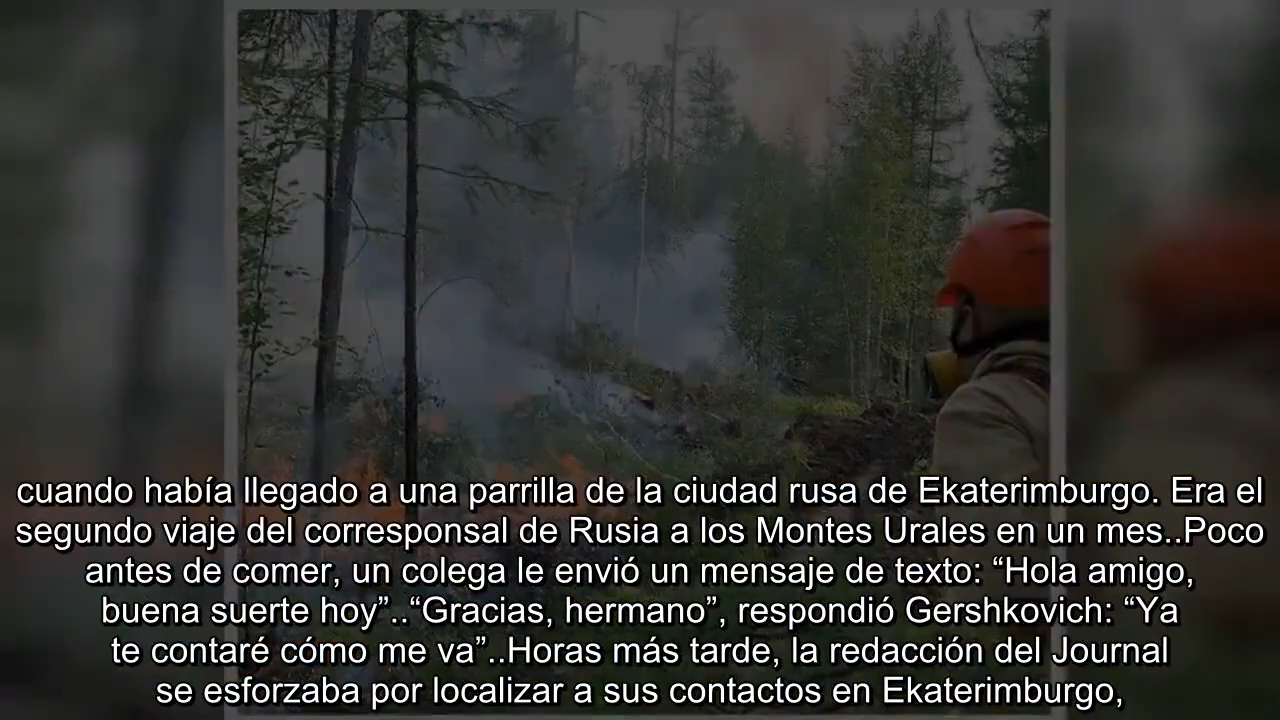 cuando había llegado a una parrilla de la ciudad rusa de Ekaterimburgo. Era el
segundo viaje del corresponsal de Rusia a los Montes Urales en un mes..Poco
antes de comer, un colega le envió un mensaje de texto: “Hola amigo,
buena suerte hoy”..“Gracias, hermano”, respondió Gershkovich: “Ya
te contaré cómo me va”..Horas más tarde, la redacción del Journal
se esforzaba por localizar a sus contactos en Ekaterimburgo,